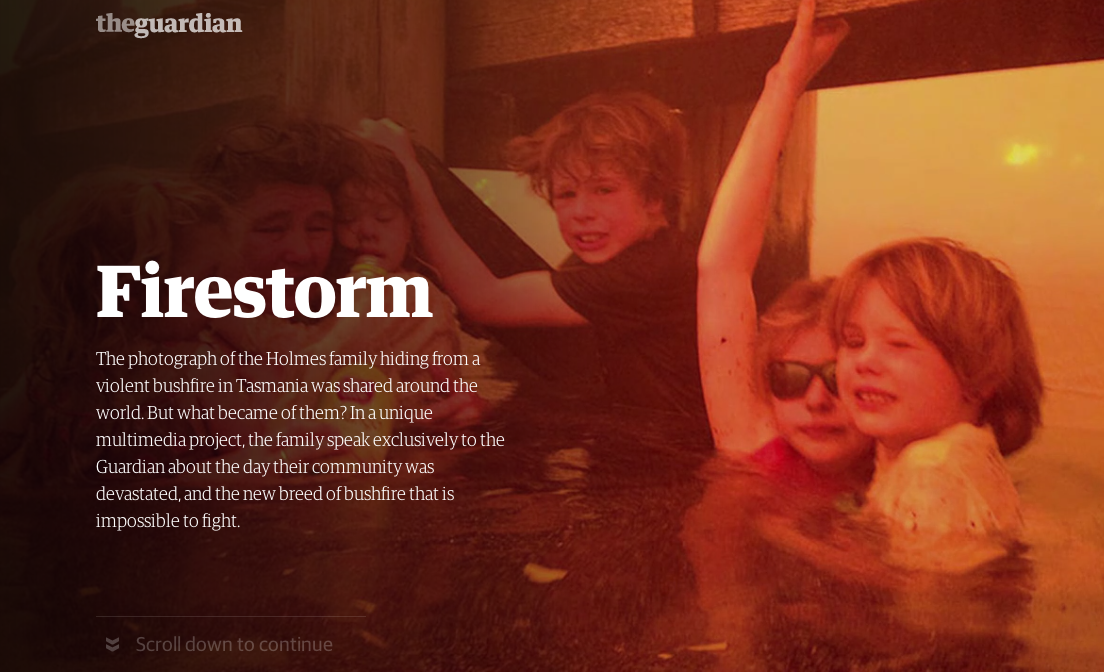 theguardian
Firestorm
The photograph of the Holmes family hiding from a
violent bushfire in Tasmania was shared around the
world. But what became of them? In a unique
multimedia project, the family speak exclusively to the
Guardian about the day their community was
devastated, and the new breed of bushfire that is
impossible to fight.
Scroll down to continue